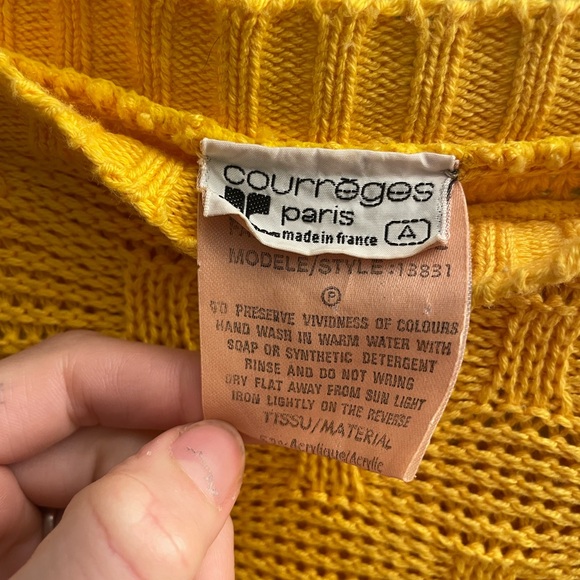 courrèges
paris
made in france
A
MODELE/STYLE:13831
P
TO PRESERVE VIVIDNESS OF COLOURS
HAND WASH IN WARM WATER WITH
SOAP OR SYNTHETIC DETERGENT
RINSE AND DO NOT WRING
DRY FLAT AWAY FROM SUN LIGHT
IRON LIGHTLY ON THE REVERSE
TISSU/MATERIAL
Acrylique/Acrylic